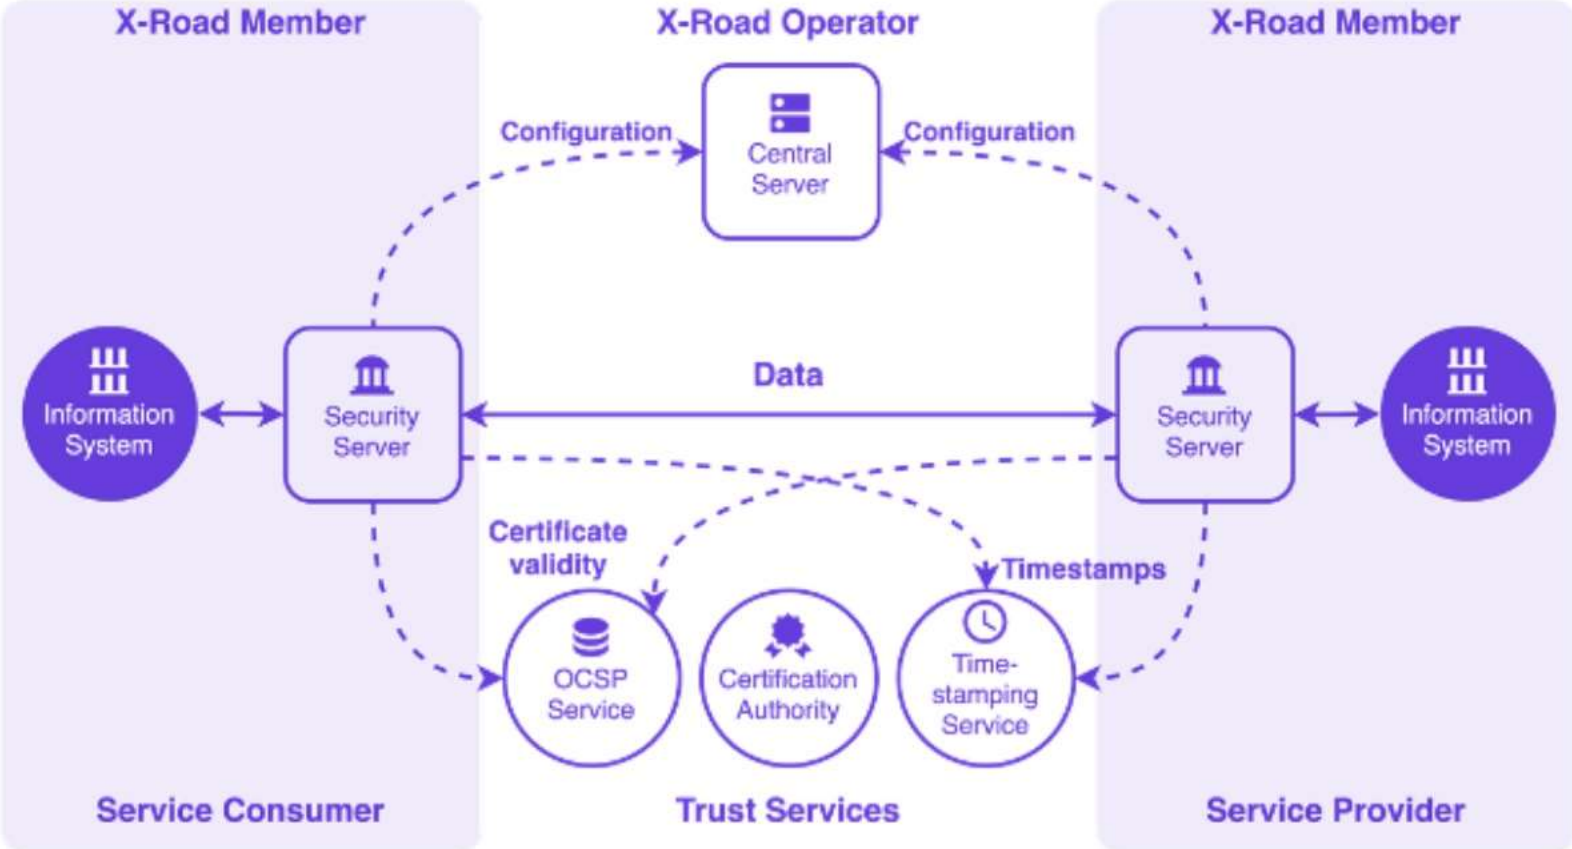 X-Road Member
X-Road Operator
X-Road Member
Configuration
Configuration
Central
Server
Information
System
Security
Server
Data
Security
Server
Information
System
Certificate
validity
Timestamps
OCSP
Service
Certification
Authority
Time-
stamping
Service
Service Consumer
Trust Services
Service Provider